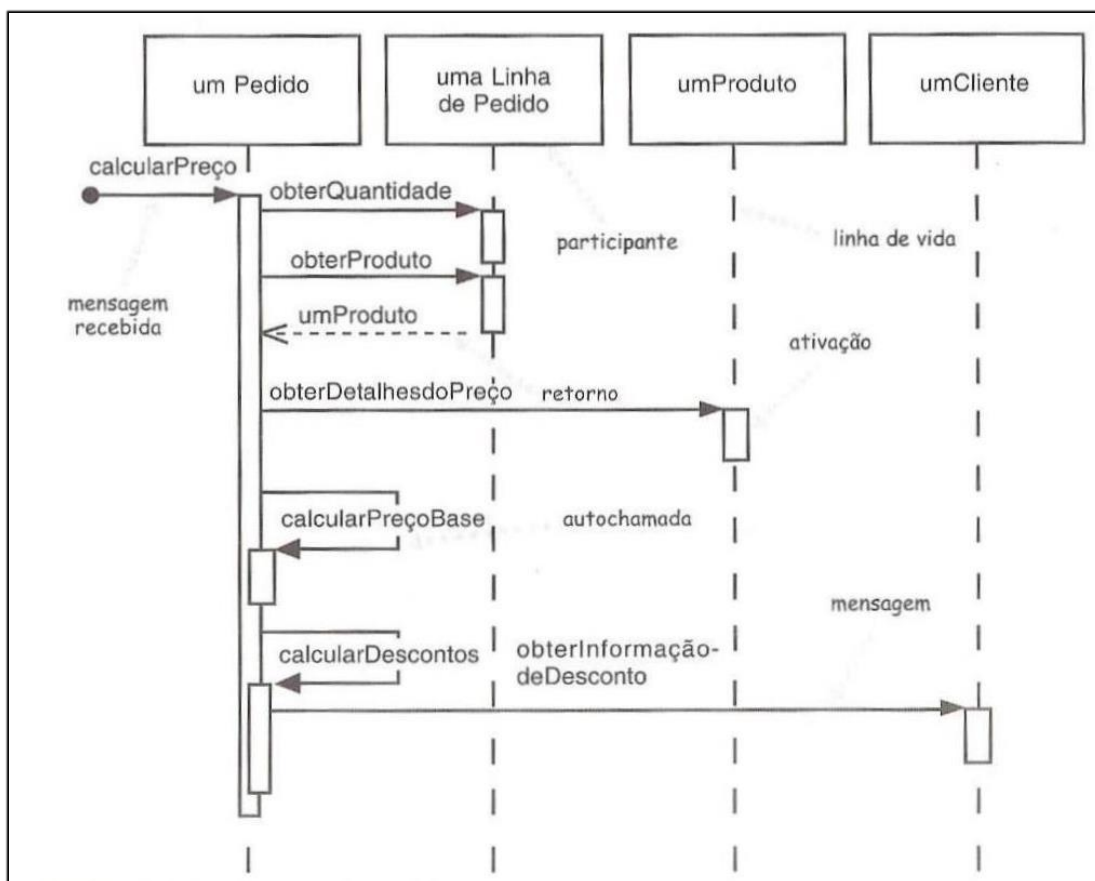 um Pedido
uma Linha
de Pedido
umProduto
umCliente
calcularPreço
obterQuantidade
participante
linha de vida
obterProduto
mensagem
recebida
umProduto
ativação
obterDetalhesdoPreço
retorno
calcularPreçoBase
autochamada
mensagem
calcularDescontos
obterInformação-
deDesconto